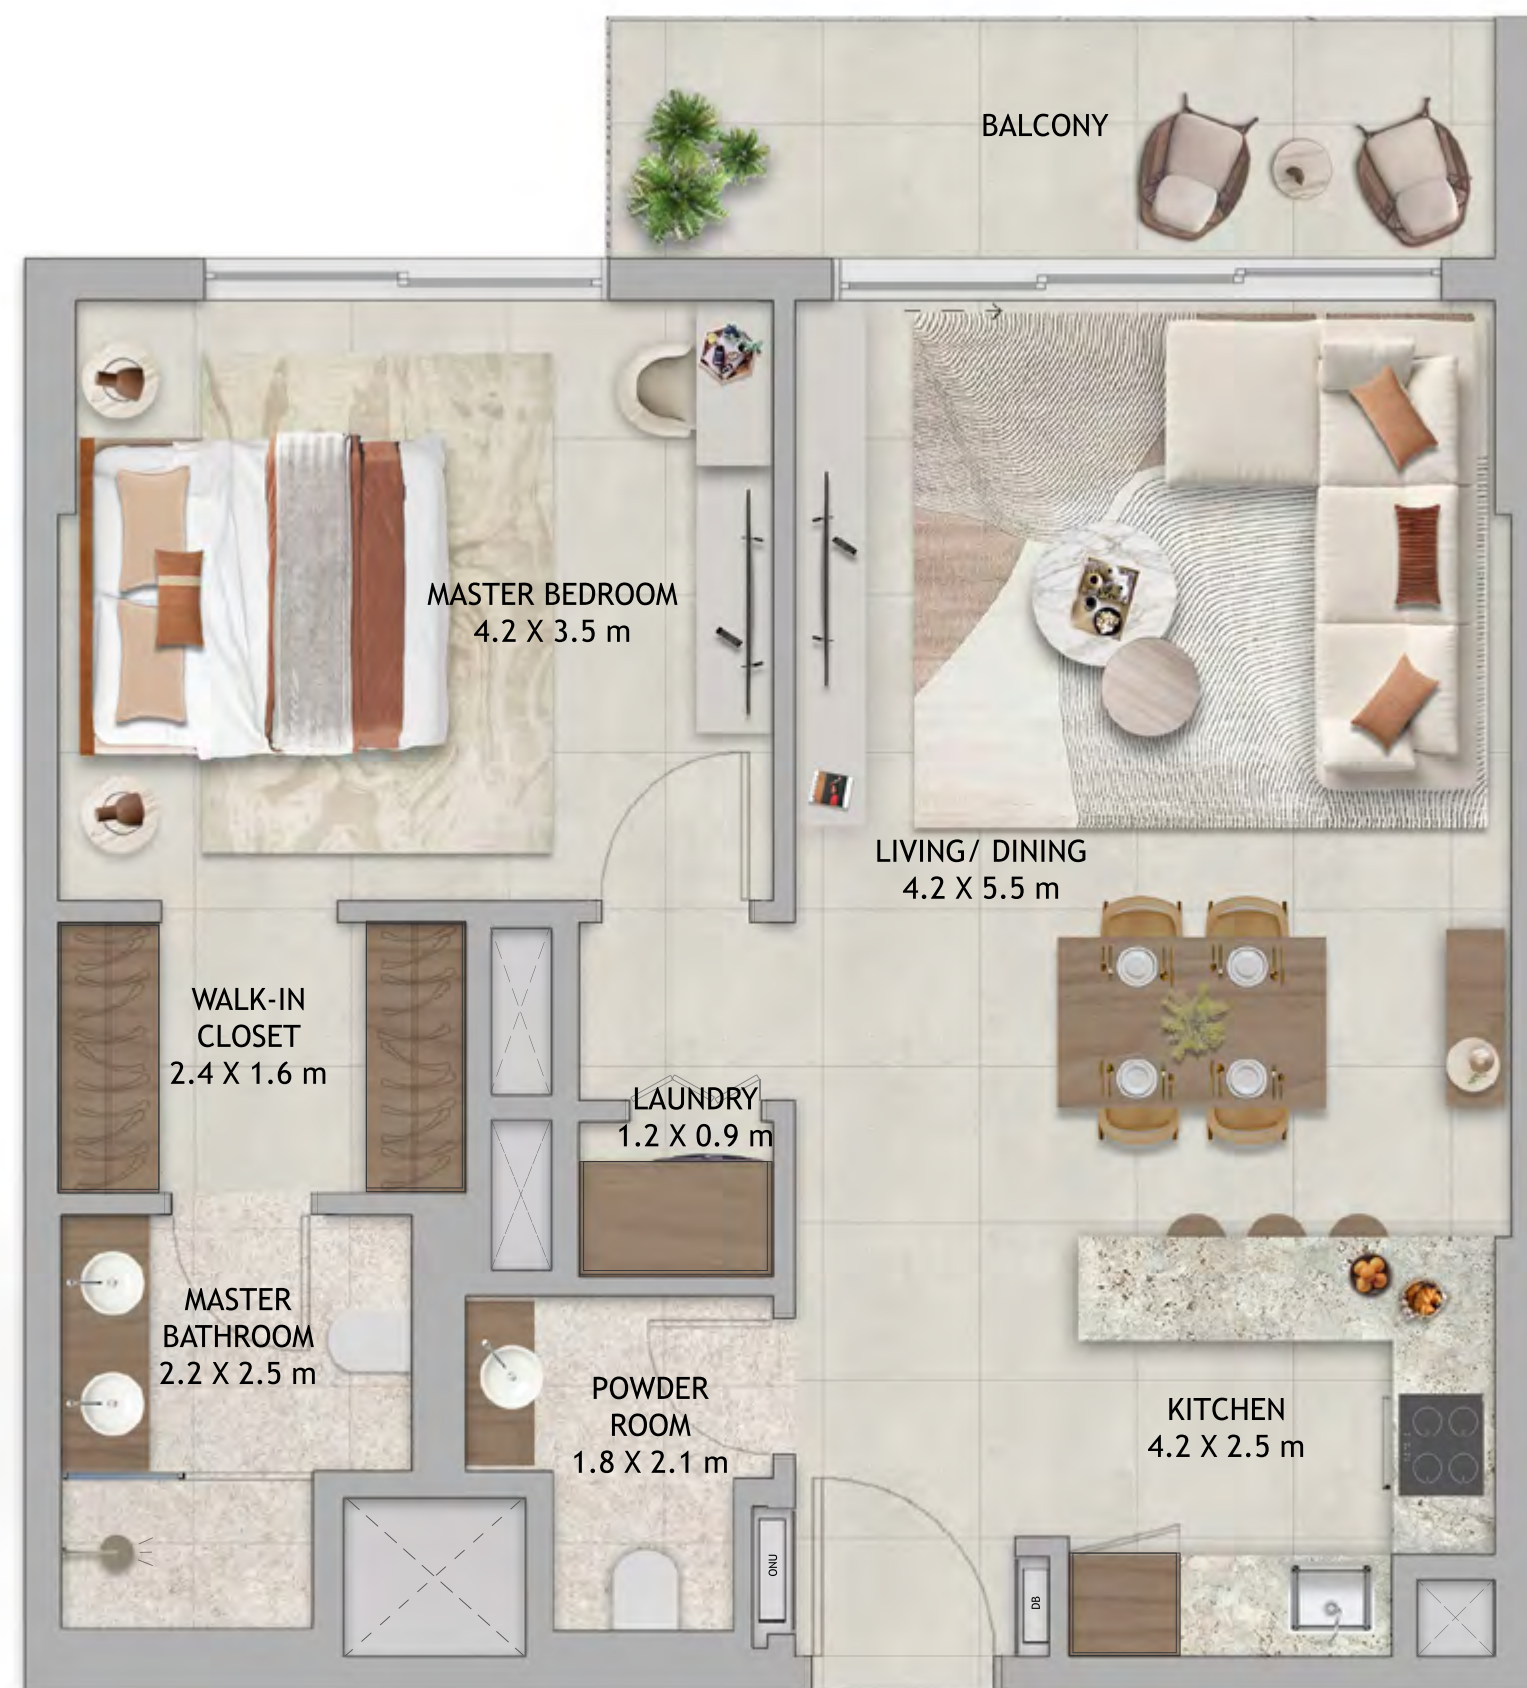 BALCONY
MASTER BEDROOM
4.2 X 3.5 m
LIVING/ DINING
4.2 X 5.5 m
WALK-IN
CLOSET
2.4 X 1.6 m
LAUNDRY
1.2 X 0.9 m
MASTER
BATHROOM
2.2 X 2.5 m
POWDER
ROOM
1.8 X 2.1 m
KITCHEN
4.2 X 2.5 m
ONU
DB